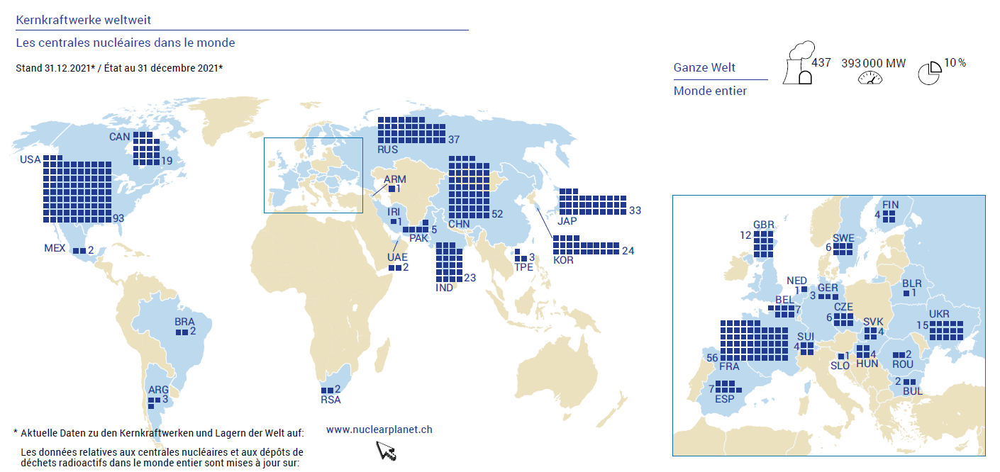 Kernkraftwerke weltweit
Les centrales nucléaires dans le monde
Stand 31.12.2021* / État au 31 décembre 2021*
Ganze Welt
Monde entier
437
393 000 MW
10 %
CAN
19
USA
93
MEX
2
BRA
2
ARG
3
RUS
37
ARM
1
IRI
1
PAK
5
UAE
2
CHN
52
IND
23
JAP
33
KOR
24
TPE
3
RSA
2
FIN
4
GBR
12
SWE
6
NED
1
GER
3
BLR
1
BEL
7
CZE
6
UKR
15
SVK
4
SUI
4
FRA
56
SLO
1
HUN
4
ROU
2
BUL
2
ESP
7
* Aktuelle Daten zu den Kernkraftwerken und Lagern der Welt auf:
www.nuclearplanet.ch
Les données relatives aux centrales nucléaires et aux dépôts de
déchets radioactifs dans le monde entier sont mises à jour sur: